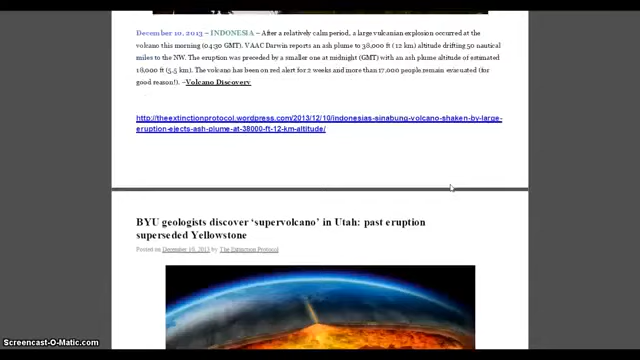 December 10, 2013 – INDONESIA – After a relatively calm period, a large vulcanian explosion occurred at the
volcano this morning (0430 GMT). VAAC Darwin reports an ash plume to 38,000 ft (12 km) altitude drifting 50 nautical
miles to the NW. The eruption was preceded by a smaller one at midnight (GMT) with an ash plume altitude of estimated
18,000 ft (5.5 km). The volcano has been on red alert for 2 weeks and more than 17,000 people remain evacuated (for
good reason!). –Volcano Discovery
http://theextinctionprotocol.wordpress.com/2013/12/10/indonesias-sinabung-volcano-shaken-by-large-
eruption-ejects-ash-plume-at-38000-ft-12-km-altitude/
BYU geologists discover ‘supervolcano’ in Utah: past eruption
superseded Yellowstone
Posted on December 10, 2013 by The Extinction Protocol
Screencast-O-Matic.com